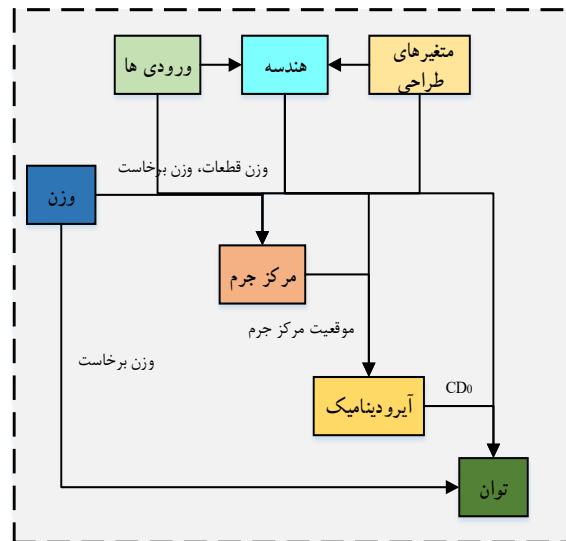 متغیرهای
طراحی
هندسه
ورودی ها
وزن قطعات، وزن برخاست
وزن
مرکز جرم
موقعیت مرکز جرم
وزن برخاست
CD0
آیرودینامیک
توان